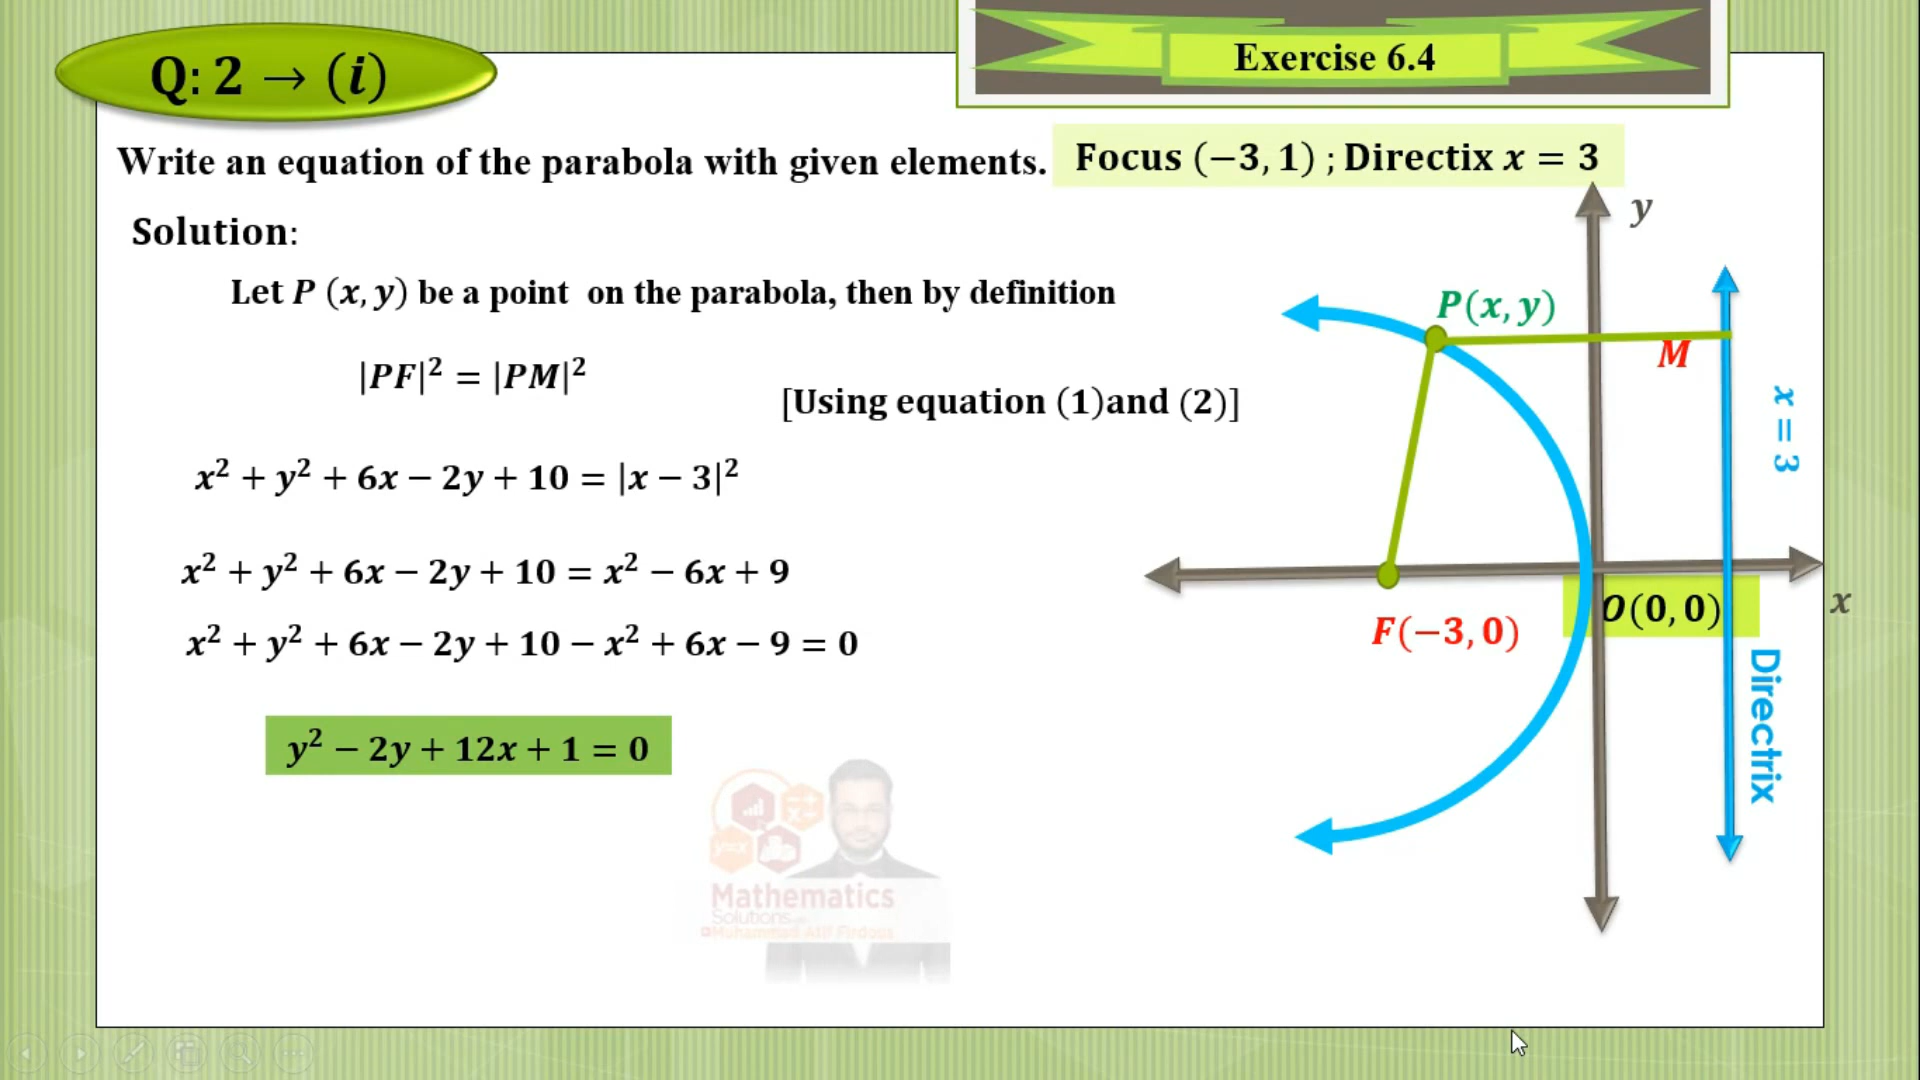 Q: 2 → (i)
Exercise 6.4
Write an equation of the parabola with given elements.
Focus (−3, 1) ; Directix x = 3
Solution:
Let P (x, y) be a point on the parabola, then by definition
|PF|² = |PM|²
[Using equation (1)and (2)]
x² + y² + 6x − 2y + 10 = |x − 3|²
x² + y² + 6x − 2y + 10 = x² − 6x + 9
x² + y² + 6x − 2y + 10 − x² + 6x − 9 = 0
y² − 2y + 12x + 1 = 0
y
P(x, y)
M
x = 3
F(−3, 0)
O(0, 0)
x
Directrix
Mathematics
Solutions
Muhammad Atif Firdous